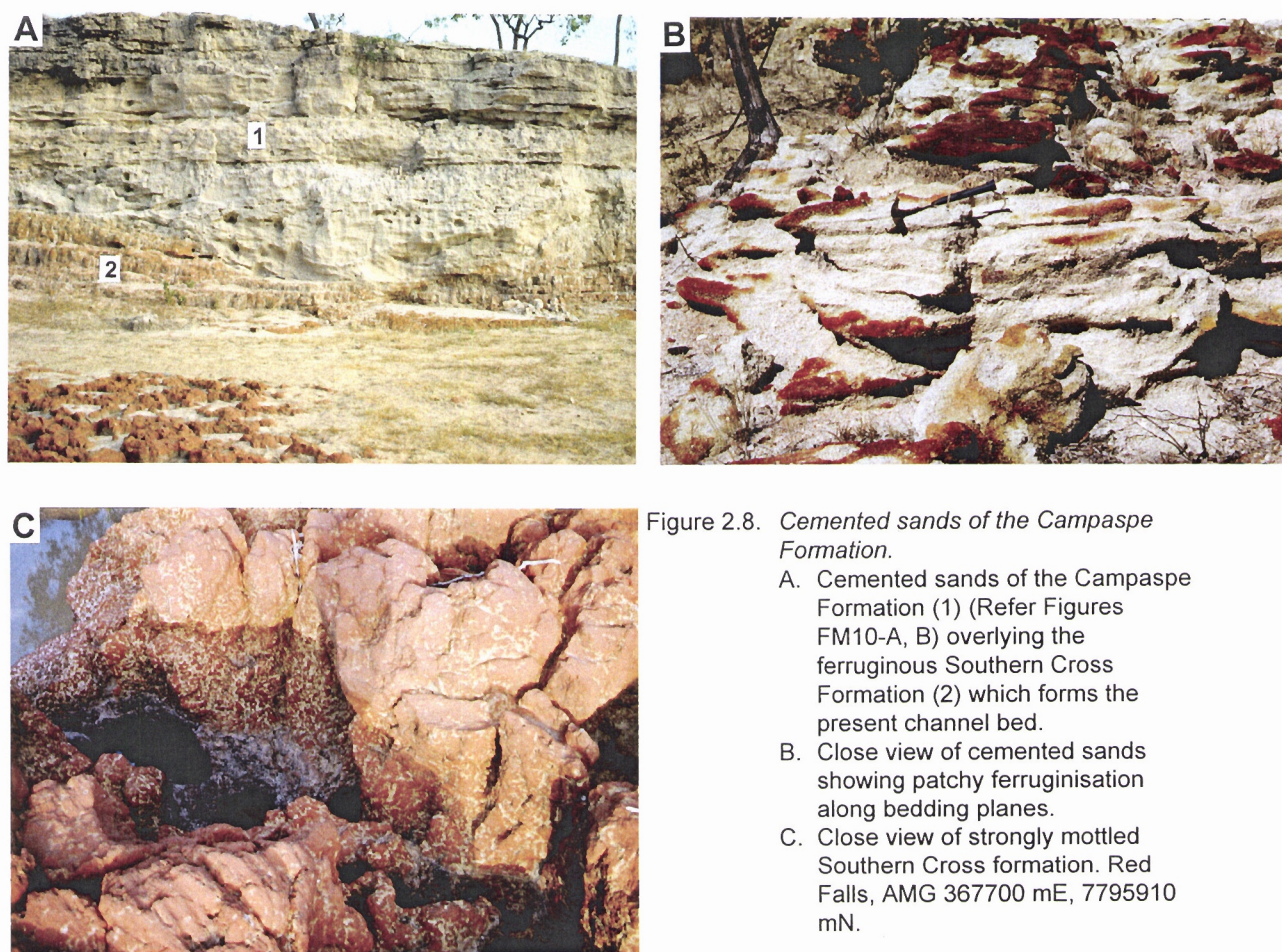 A
1
2
B
C
Figure 2.8. Cemented sands of the Campaspe
Formation.
A. Cemented sands of the Campaspe
Formation (1) (Refer Figures
FM10-A, B) overlying the
ferruginous Southern Cross
Formation (2) which forms the
present channel bed.
B. Close view of cemented sands
showing patchy ferruginisation
along bedding planes.
C. Close view of strongly mottled
Southern Cross formation. Red
Falls, AMG 367700 mE, 7795910
mN.